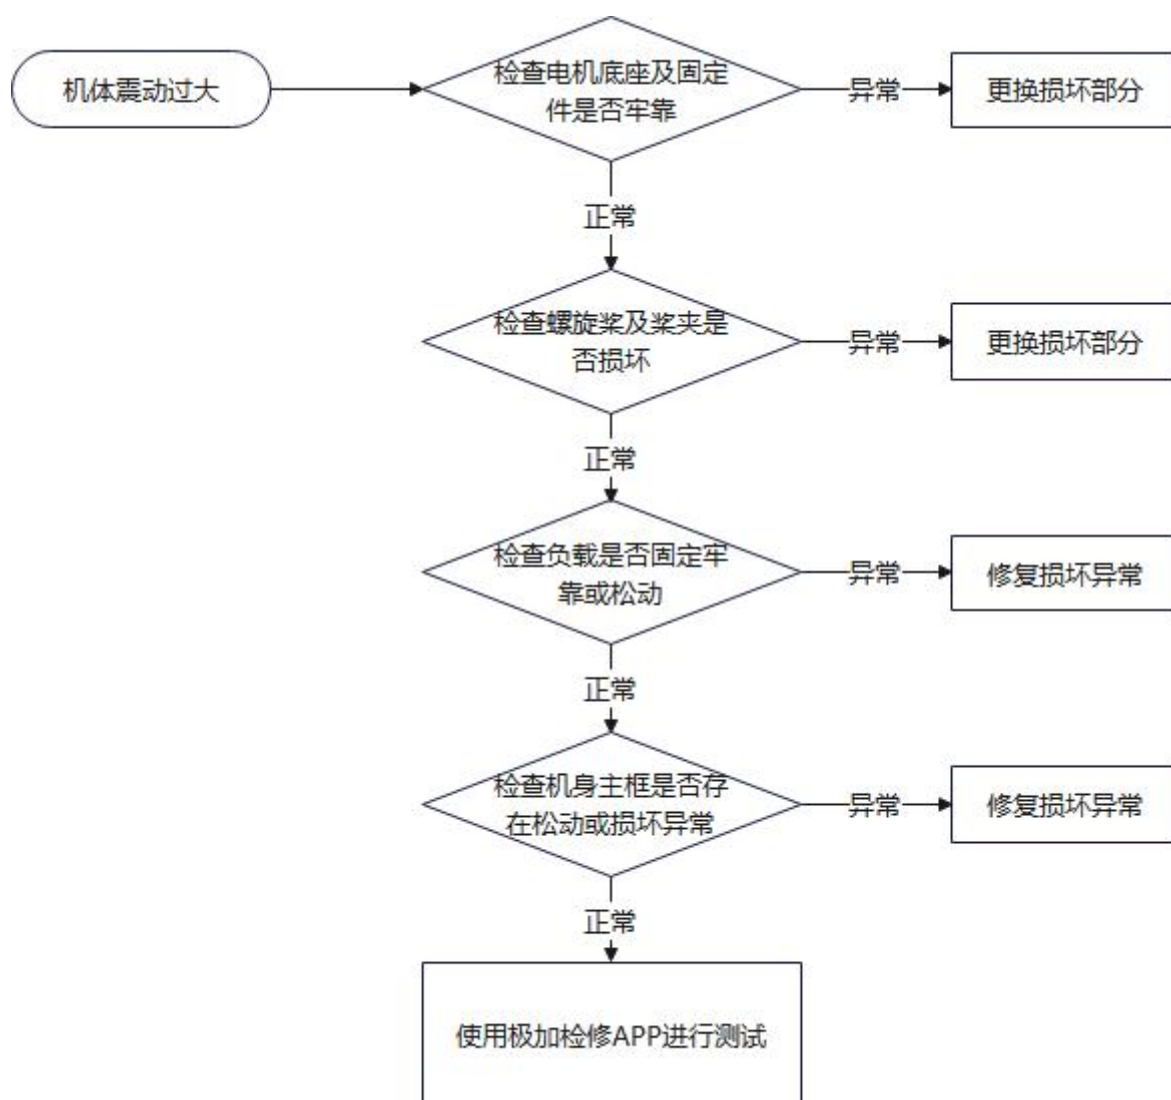 机体震动过大
检查电机底座及固定
件是否牢靠
异常
更换损坏部分
正常
检查螺旋桨及桨夹是
否损坏
异常
更换损坏部分
正常
检查负载是否固定牢
靠或松动
异常
修复损坏异常
正常
检查机身主框是否存
在松动或损坏异常
异常
修复损坏异常
正常
使用极加检修APP进行测试